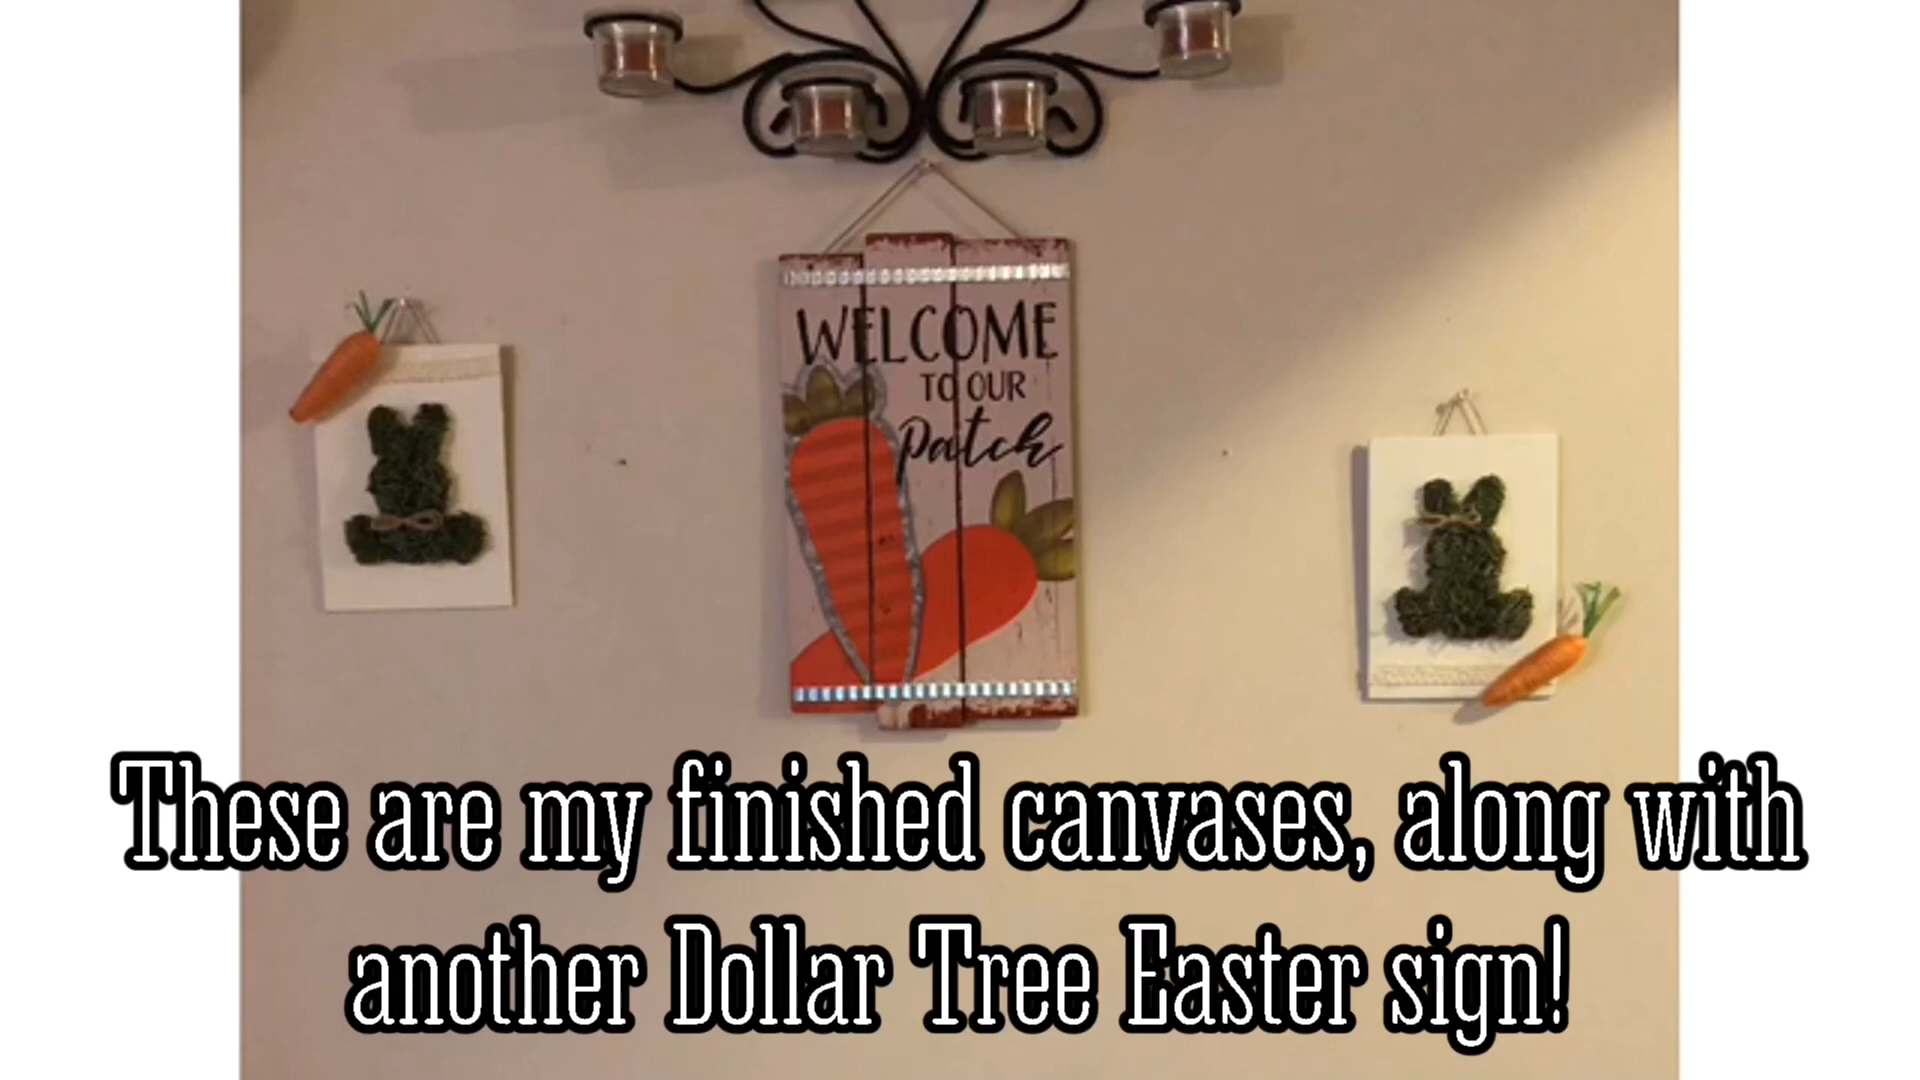 WELCOME
TO OUR
patch
These are my finished canvases, along with
another Dollar Tree Easter sign!